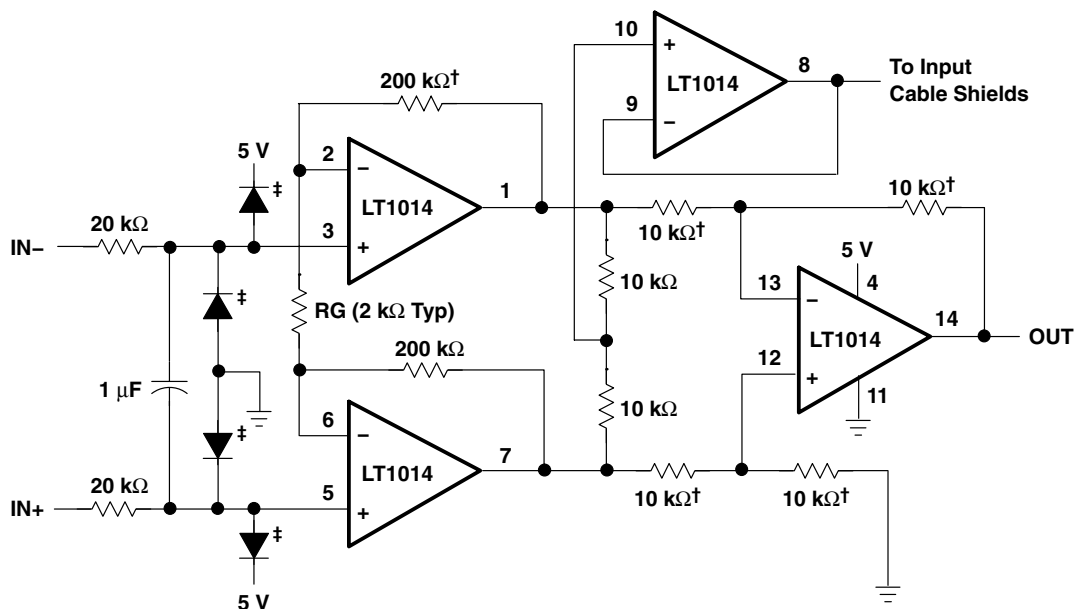 10
+
8
LT1014
To Input
Cable Shields
9
−
200 kΩ†
5 V
‡
2
−
LT1014
1
10 kΩ†
20 kΩ
IN−
3
+
10 kΩ†
5 V
4
‡
10 kΩ
13
−
RG (2 kΩ Typ)
LT1014
14
OUT
200 kΩ
12
+
1 μF
11
10 kΩ
‡
6
−
7
LT1014
20 kΩ
5
+
10 kΩ†
10 kΩ†
IN+
‡
5 V